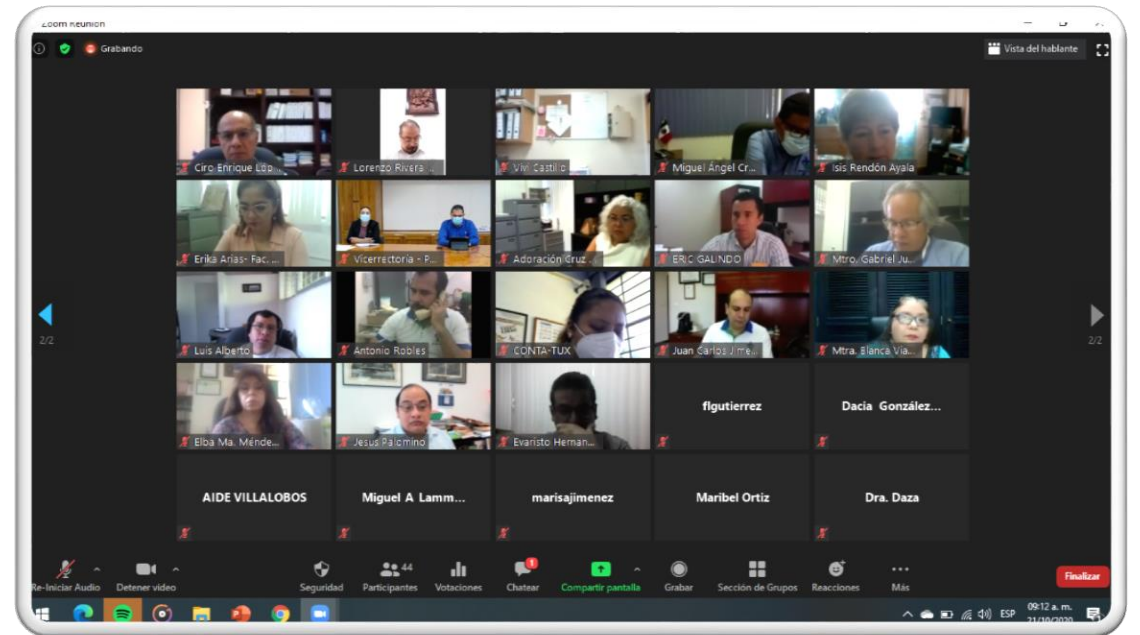 Zoom Reunión
Grabando
Vista del hablante
Ciro Enrique Lóp...
Lorenzo Rivera ...
Vivi Castillo
Miguel Ángel Cr...
Isis Rendón Ayala
Erika Arias- Fac. ...
Vicerrectoría - P...
Adoración Cruz ...
ERIC GALINDO
Mtro. Gabriel Ju...
2/2
2/2
Luis Alberto
Antonio Robles
CONTA-TUX
Juan Carlos Jime...
Mtra. Blanca Via...
Elba Ma. Ménde...
Jesus Palomino
Evaristo Hernan...
flgutierrez
Dacia González...
AIDE VILLALOBOS
Miguel A Lamm...
marisajimenez
Maribel Ortiz
Dra. Daza
44
1
Re-Iniciar Audio
Detener video
Seguridad
Participantes
Votaciones
Chatear
Compartir pantalla
Grabar
Sección de Grupos
Reacciones
Más
Finalizar
ESP
09:12 a. m.
21/10/2020